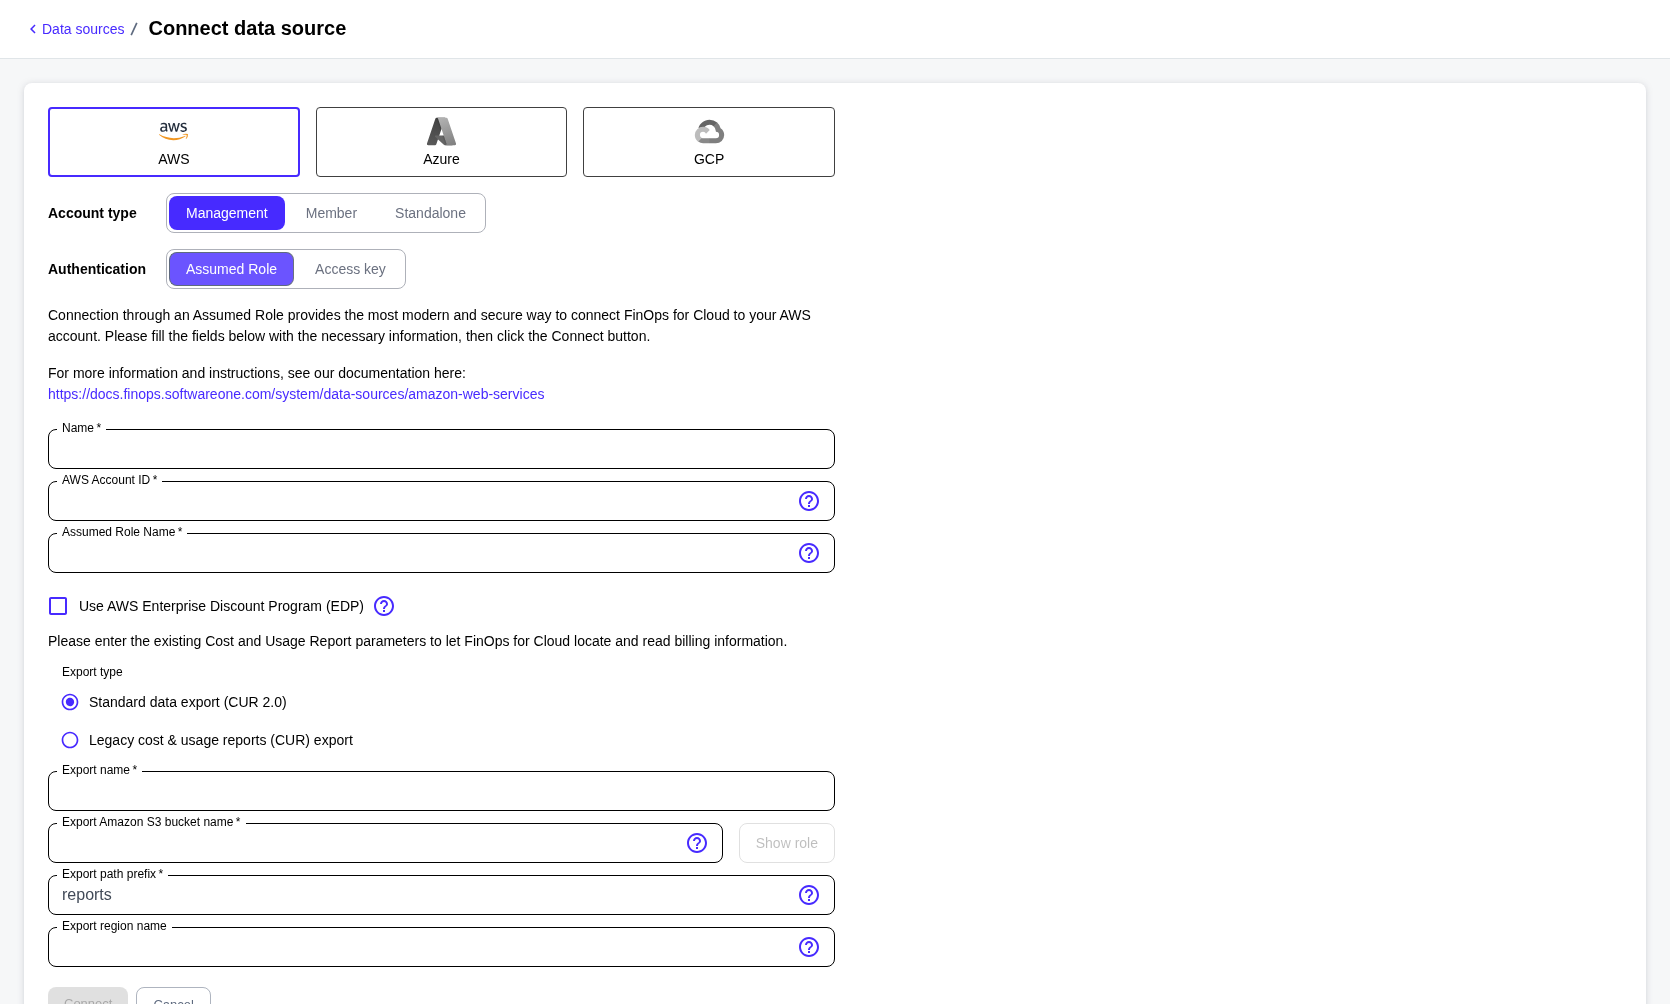 Data sources / Connect data source
aws
AWS
Azure
GCP
Account type Management Member Standalone
Authentication Assumed Role Access key
Connection through an Assumed Role provides the most modern and secure way to connect FinOps for Cloud to your AWS
account. Please fill the fields below with the necessary information, then click the Connect button.
For more information and instructions, see our documentation here:
https://docs.finops.softwareone.com/system/data-sources/amazon-web-services
Name *
AWS Account ID *
Assumed Role Name *
Use AWS Enterprise Discount Program (EDP)
Please enter the existing Cost and Usage Report parameters to let FinOps for Cloud locate and read billing information.
Export type
Standard data export (CUR 2.0)
Legacy cost & usage reports (CUR) export
Export name *
Export Amazon S3 bucket name *
Show role
Export path prefix *
reports
Export region name
Connect Cancel